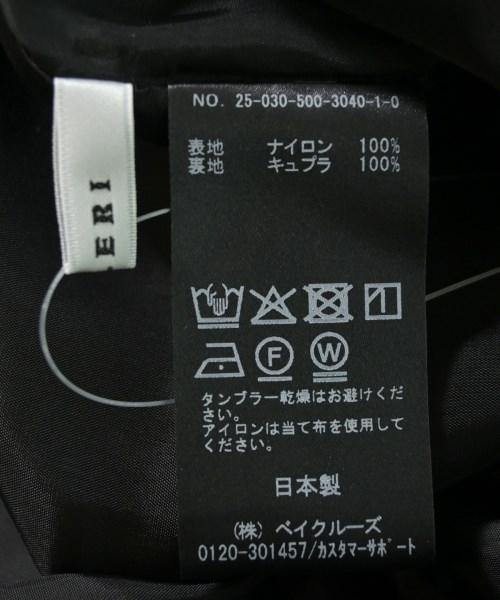 NO. 25-030-500-3040-1-0
表地 ナイロン 100%
裏地 キュプラ 100%
F W
タンブラー乾燥はお避けくだ
さい。
アイロンは当て布を使用して
ください。
日本製
(株) ベイクルーズ
0120-301457/カスタマーサポート
ERI